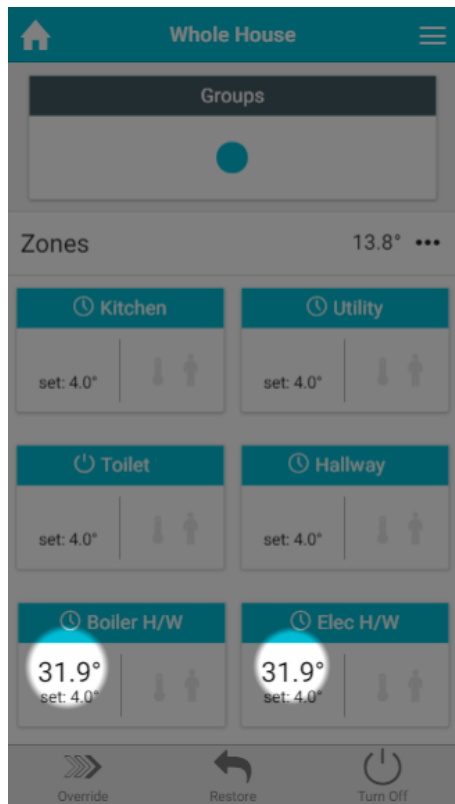 Whole House
Groups
Zones 13.8° •••
Kitchen Utility
set: 4.0° set: 4.0°
Toilet Hallway
set: 4.0° set: 4.0°
Boiler H/W Elec H/W
31.9° 31.9°
set: 4.0° set: 4.0°
Override Restore Turn Off